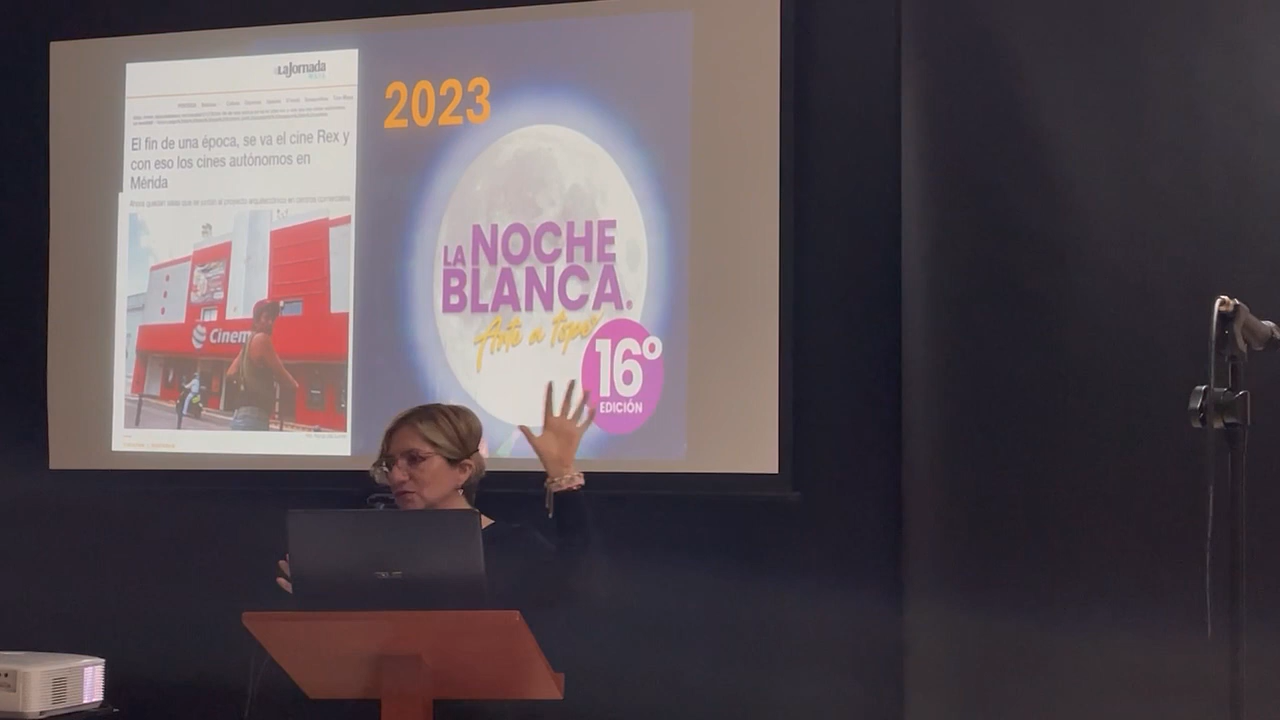 La Jornada
El fin de una época, se va el cine Rex y
con eso los cines autónomos en
Mérida
Cinem
2023
LA NOCHE
BLANCA.
Arte a tope
16°
EDICIÓN